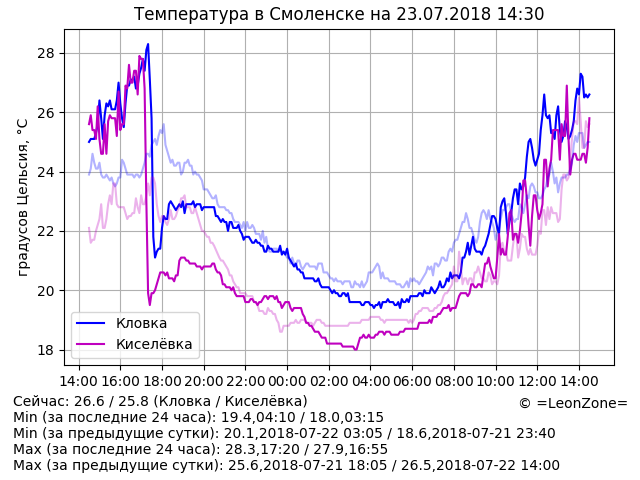 Температура в Смоленске на 23.07.2018 14:30
градусов Цельсия, °C
28
26
24
22
20
18
14:00 16:00 18:00 20:00 22:00 00:00 02:00 04:00 06:00 08:00 10:00 12:00 14:00
Кловка
Киселёвка
Сейчас: 26.6 / 25.8 (Кловка / Киселёвка)
© =LeonZone=
Min (за последние 24 часа): 19.4,04:10 / 18.0,03:15
Min (за предыдущие сутки): 20.1,2018-07-22 03:05 / 18.6,2018-07-21 23:40
Max (за последние 24 часа): 28.3,17:20 / 27.9,16:55
Max (за предыдущие сутки): 25.6,2018-07-21 18:05 / 26.5,2018-07-22 14:00